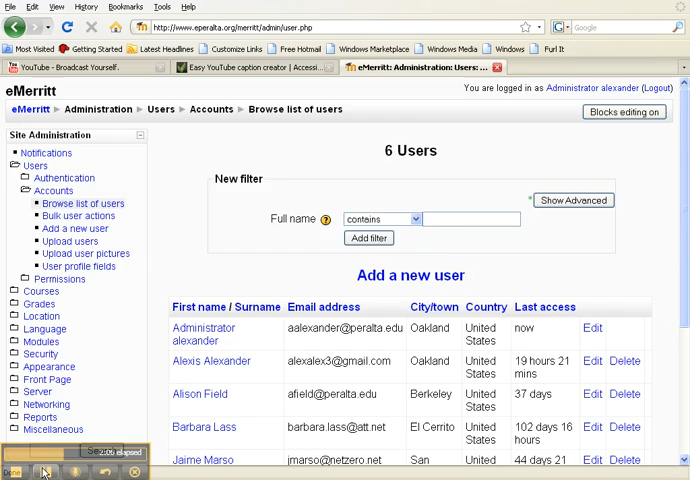 File Edit View History Bookmarks Tools Help
http://www.eperalta.org/merritt/admin/user.php
Google
Most Visited Getting Started Latest Headlines Customize Links Free Hotmail Windows Marketplace Windows Media Windows Furl It
YouTube - Broadcast Yourself. Easy YouTube caption creator | Accessi... eMerritt: Administration: Users: ...
eMerritt
You are logged in as Administrator alexander (Logout)
eMerritt ► Administration ► Users ► Accounts ► Browse list of users
Blocks editing on
Site Administration
Notifications
Users
Authentication
Accounts
Browse list of users
Bulk user actions
Add a new user
Upload users
Upload user pictures
User profile fields
Permissions
Courses
Grades
Location
Language
Modules
Security
Appearance
Front Page
Server
Networking
Reports
Miscellaneous
2:06 elapsed
Done
6 Users
New filter
* Show Advanced
Full name ? contains
Add filter
Add a new user
First name / Surname Email address City/town Country Last access
Administrator alexander aalexander@peralta.edu Oakland United States now Edit
Alexis Alexander alexalex3@gmail.com Oakland United States 19 hours 21 mins Edit Delete
Alison Field afield@peralta.edu Berkeley United States 37 days Edit Delete
Barbara Lass barbara.lass@att.net El Cerrito United States 102 days 16 hours Edit Delete
Jaime Marso jmarso@netzero.net San United 44 days 21 Edit Delete